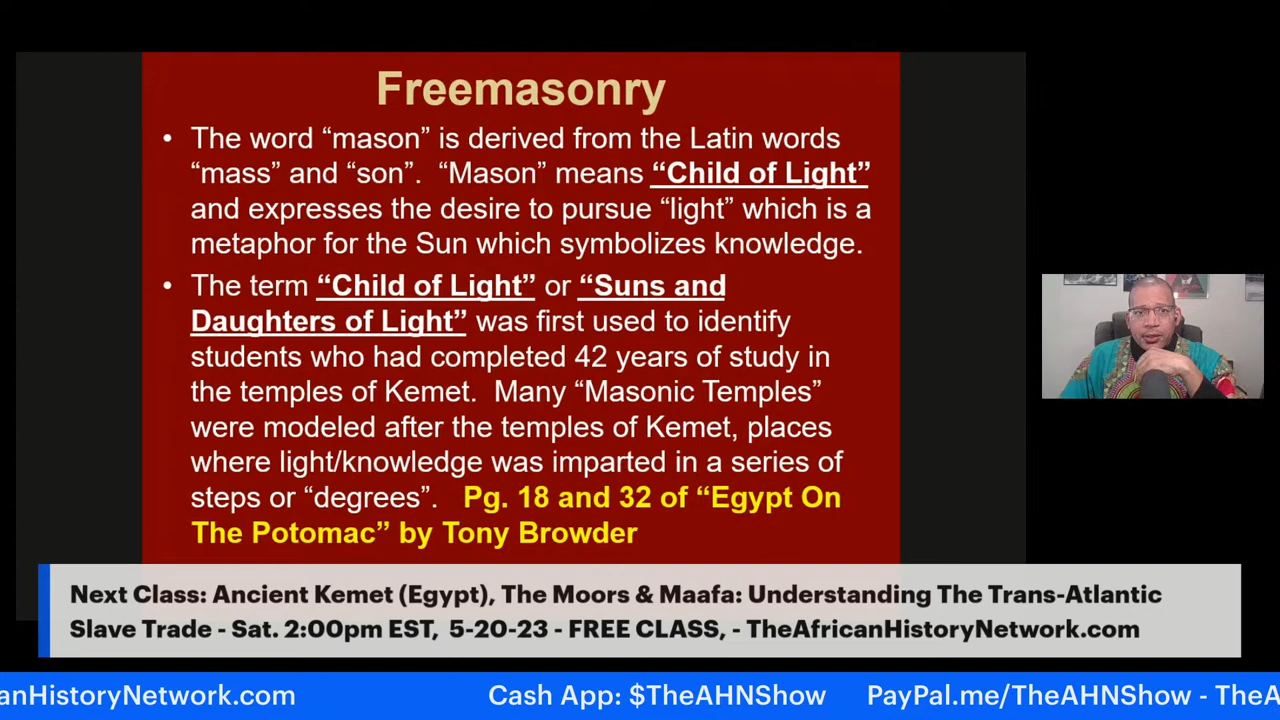 Freemasonry
• The word “mason” is derived from the Latin words
“mass” and “son”. “Mason” means “Child of Light”
and expresses the desire to pursue “light” which is a
metaphor for the Sun which symbolizes knowledge.
• The term “Child of Light” or “Suns and
Daughters of Light” was first used to identify
students who had completed 42 years of study in
the temples of Kemet. Many “Masonic Temples”
were modeled after the temples of Kemet, places
where light/knowledge was imparted in a series of
steps or “degrees”. Pg. 18 and 32 of “Egypt On
The Potomac” by Tony Browder
Next Class: Ancient Kemet (Egypt), The Moors & Maafa: Understanding The Trans-Atlantic
Slave Trade - Sat. 2:00pm EST, 5-20-23 - FREE CLASS, - TheAfricanHistoryNetwork.com
anHistoryNetwork.com Cash App: $TheAHNShow PayPal.me/TheAHNShow - TheA